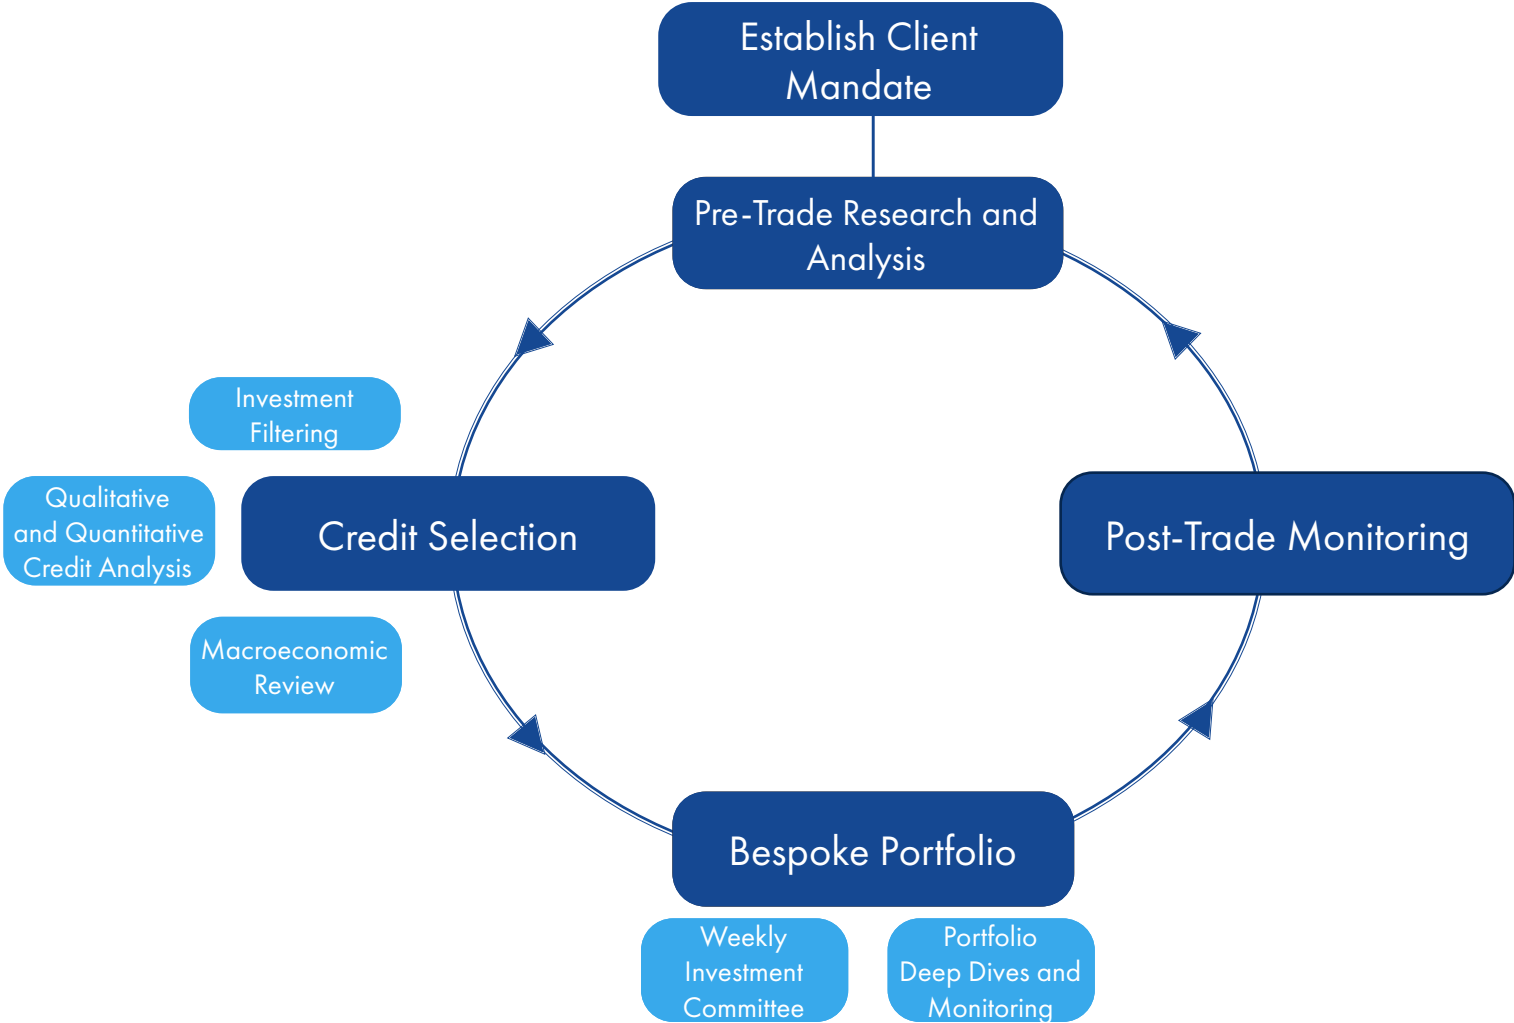 Establish Client
Mandate
Pre-Trade Research and
Analysis
Investment
Filtering
Qualitative
and Quantitative
Credit Analysis
Credit Selection
Macroeconomic
Review
Post-Trade Monitoring
Bespoke Portfolio
Weekly
Investment
Committee
Portfolio
Deep Dives and
Monitoring